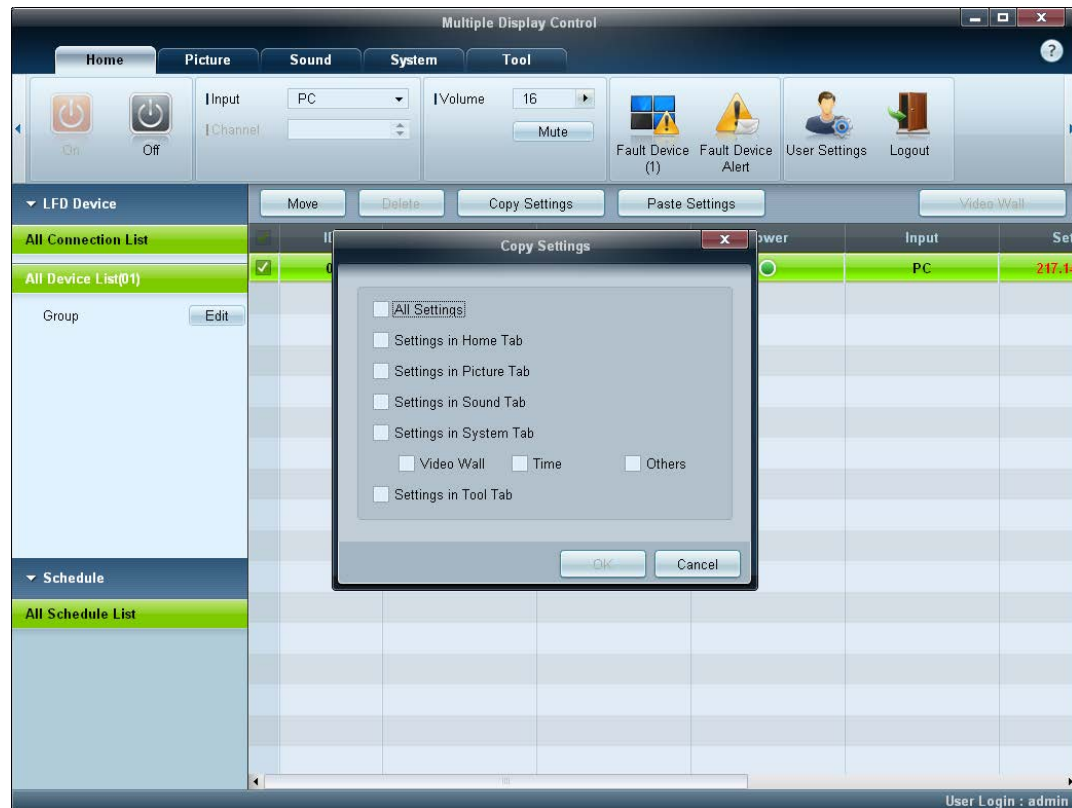 Multiple Display Control
Home Picture Sound System Tool
Input PC Volume 16
Channel Mute
On Off
Fault Device (1)
Fault Device Alert
User Settings
Logout
LFD Device
Move Delete Copy Settings Paste Settings Video Wall
All Connection List
Input
PC
All Device List(01)
Group Edit
Copy Settings
All Settings
Settings in Home Tab
Settings in Picture Tab
Settings in Sound Tab
Settings in System Tab
Video Wall Time Others
Settings in Tool Tab
OK Cancel
Schedule
All Schedule List
User Login : admin